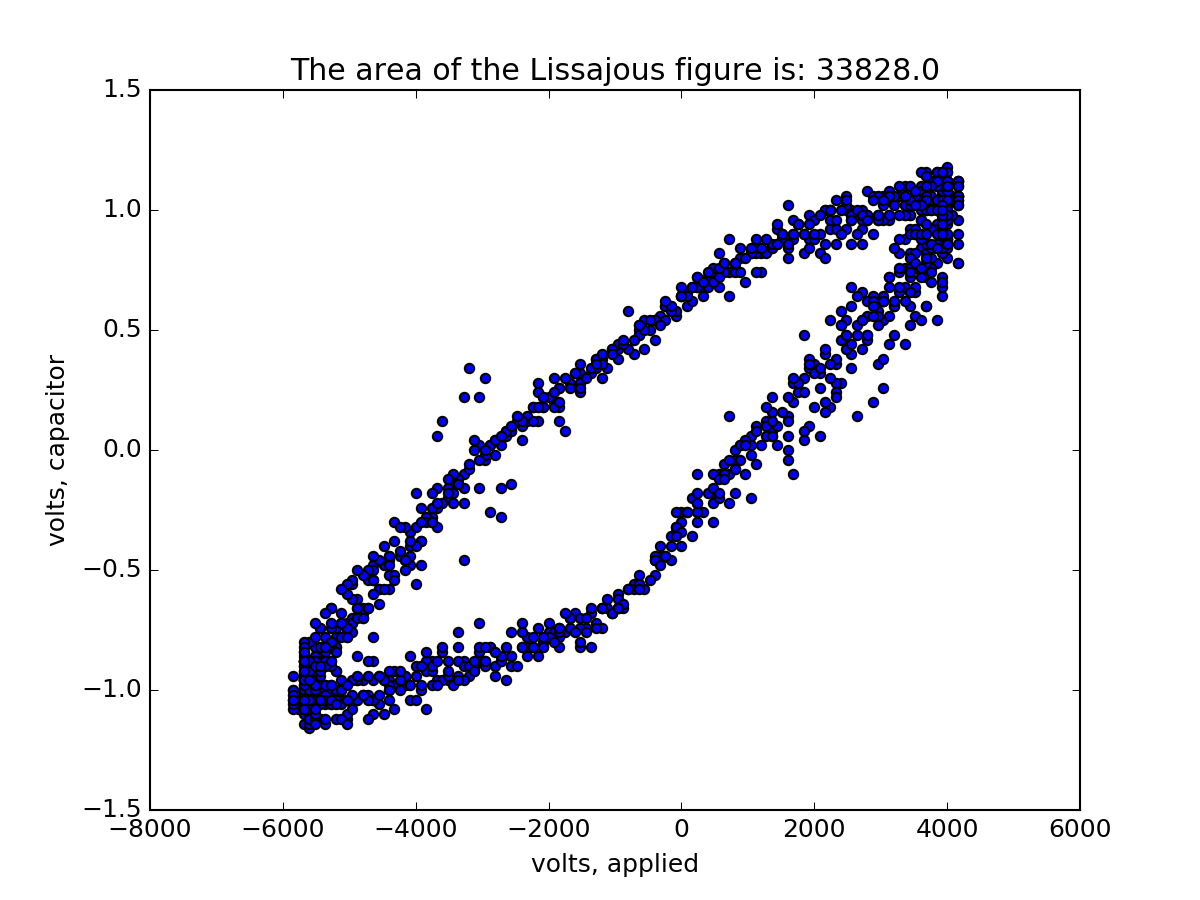 The area of the Lissajous figure is: 33828.0
1.5
1.0
0.5
0.0
−0.5
−1.0
−1.5
volts, capacitor
−8000 −6000 −4000 −2000 0 2000 4000 6000
volts, applied